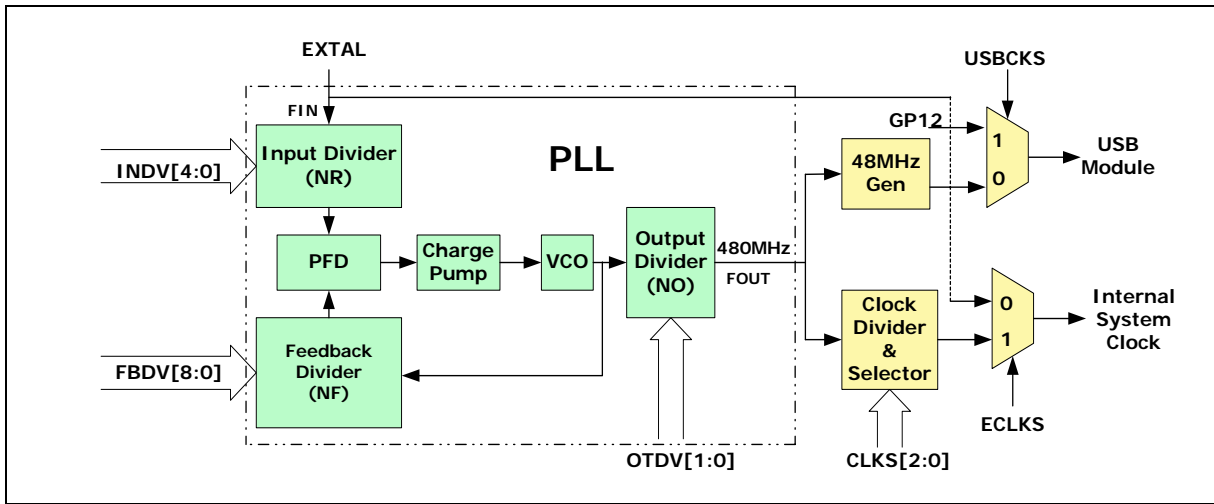 EXTAL
USBCKS
FIN
GP12
INDV[4:0]
Input Divider
(NR)
PLL
48MHz
Gen
1
0
USB
Module
PFD
Charge
Pump
VCO
Output
Divider
(NO)
480MHz
FOUT
FBDV[8:0]
Feedback
Divider
(NF)
Clock
Divider
&
Selector
0
1
Internal
System
Clock
ECLKS
OTDV[1:0]
CLKS[2:0]